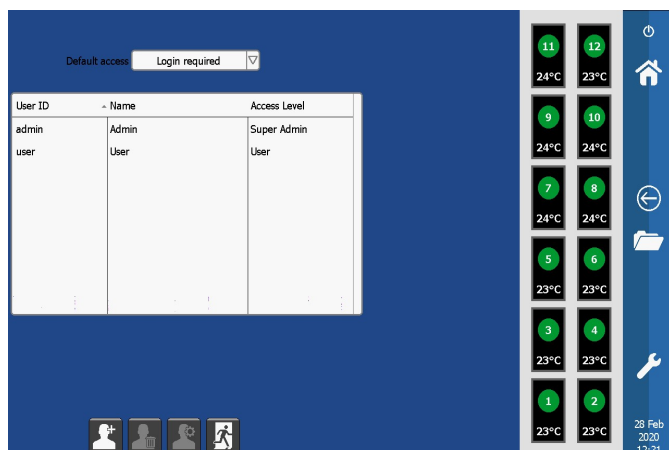 Default access Login required
User ID Name Access Level
admin Admin Super Admin
user User User
11 12
24°C 23°C
9 10
24°C 24°C
7 8
24°C 24°C
5 6
23°C 23°C
3 4
23°C 23°C
1 2
23°C 23°C
28 Feb
2020
12:31